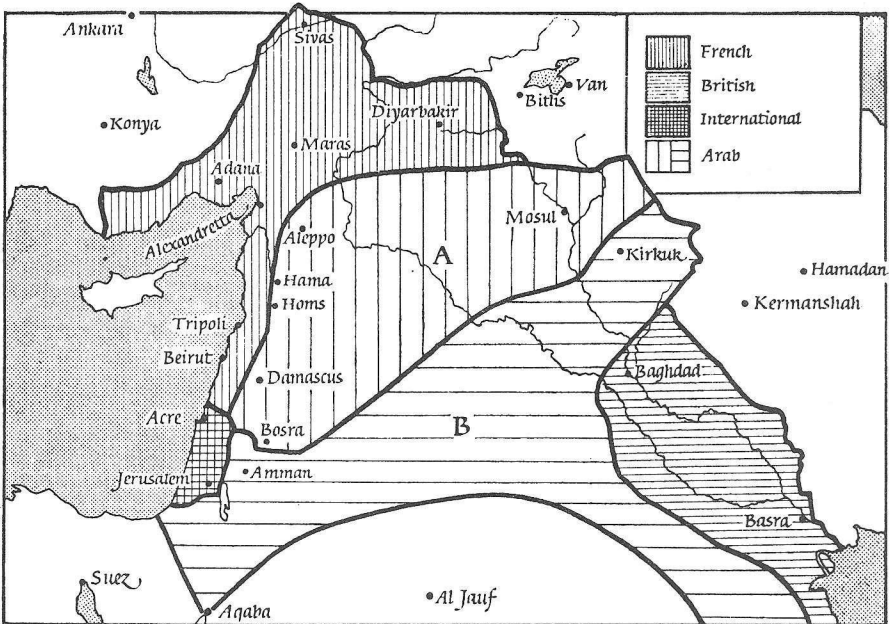 Ankara
Sivas
French
British
International
Arab
Van
Bitlis
Diyarbakir
Konya
Maras
Adana
Alexandretta
Mosul
Aleppo
A
Kirkuk
Hamadan
Hama
Homs
Kermanshah
Tripoli
Beirut
Damascus
Baghdad
Acre
Bosra
B
Amman
Jerusalem
Basra
Suez
Al Jauf
Aqaba